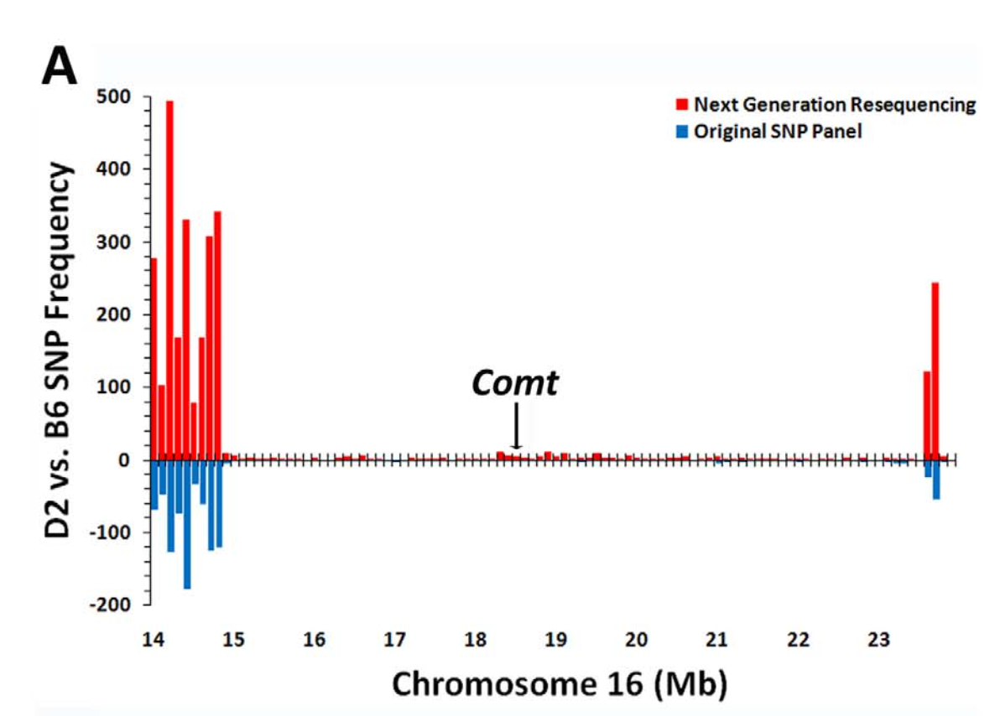 A
500
400
300
200
100
0
-100
-200
D2 vs. B6 SNP Frequency
Next Generation Resequencing
Original SNP Panel
Comt
14 15 16 17 18 19 20 21 22 23
Chromosome 16 (Mb)